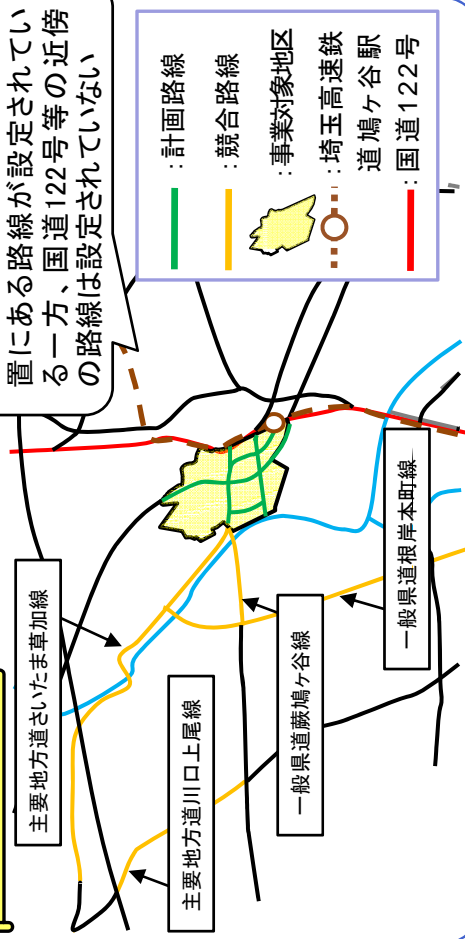 置にある路線が設定されてい
る一方、国道122号等の近傍
の路線は設定されていない
：計画路線
：競合路線
：事業対象地区
：埼玉高速鉄
道鳩ヶ谷駅
：国道122号
主要地方道さいたま草加線
主要地方道川口上尾線
一般県道蕨鳩ヶ谷線
一般県道根岸本町線